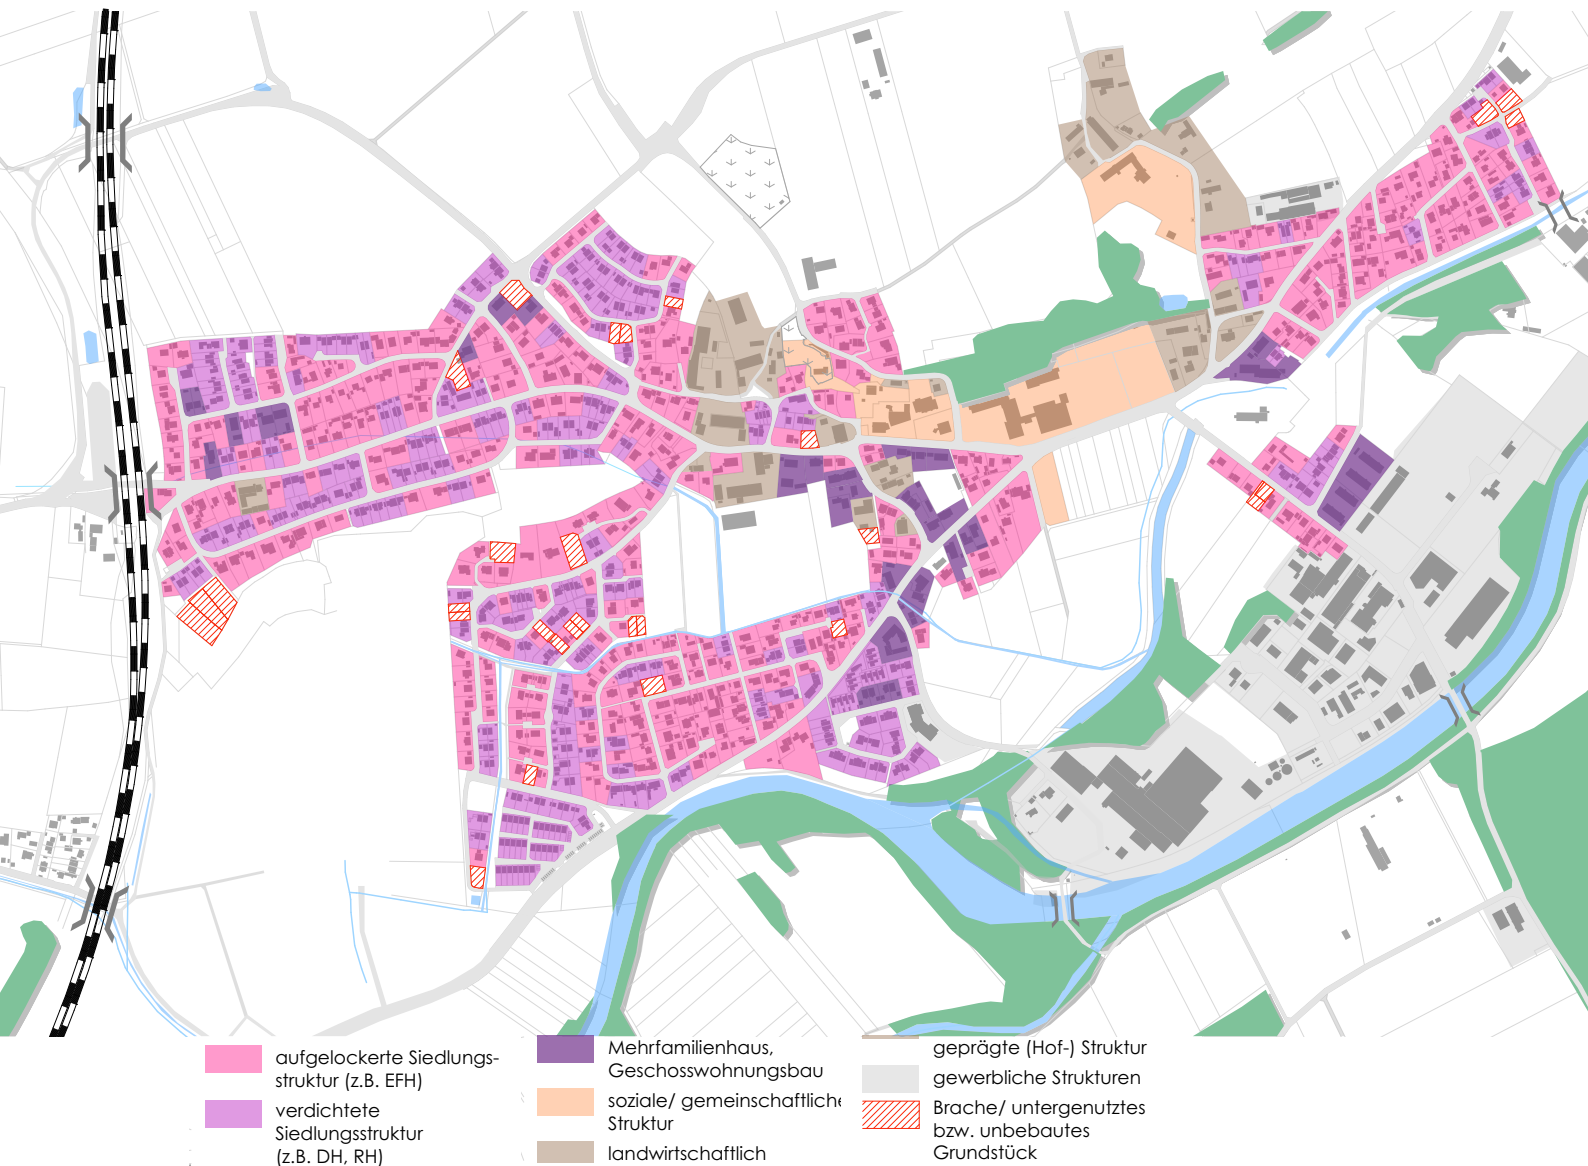 aufgelockerte Siedlungs-
struktur (z.B. EFH)
verdichtete
Siedlungsstruktur
(z.B. DH, RH)
Mehrfamilienhaus,
Geschosswohnungsbau
soziale/ gemeinschaftliche
Struktur
landwirtschaftlich
geprägte (Hof-) Struktur
gewerbliche Strukturen
Brache/ untergenutztes
bzw. unbebautes
Grundstück